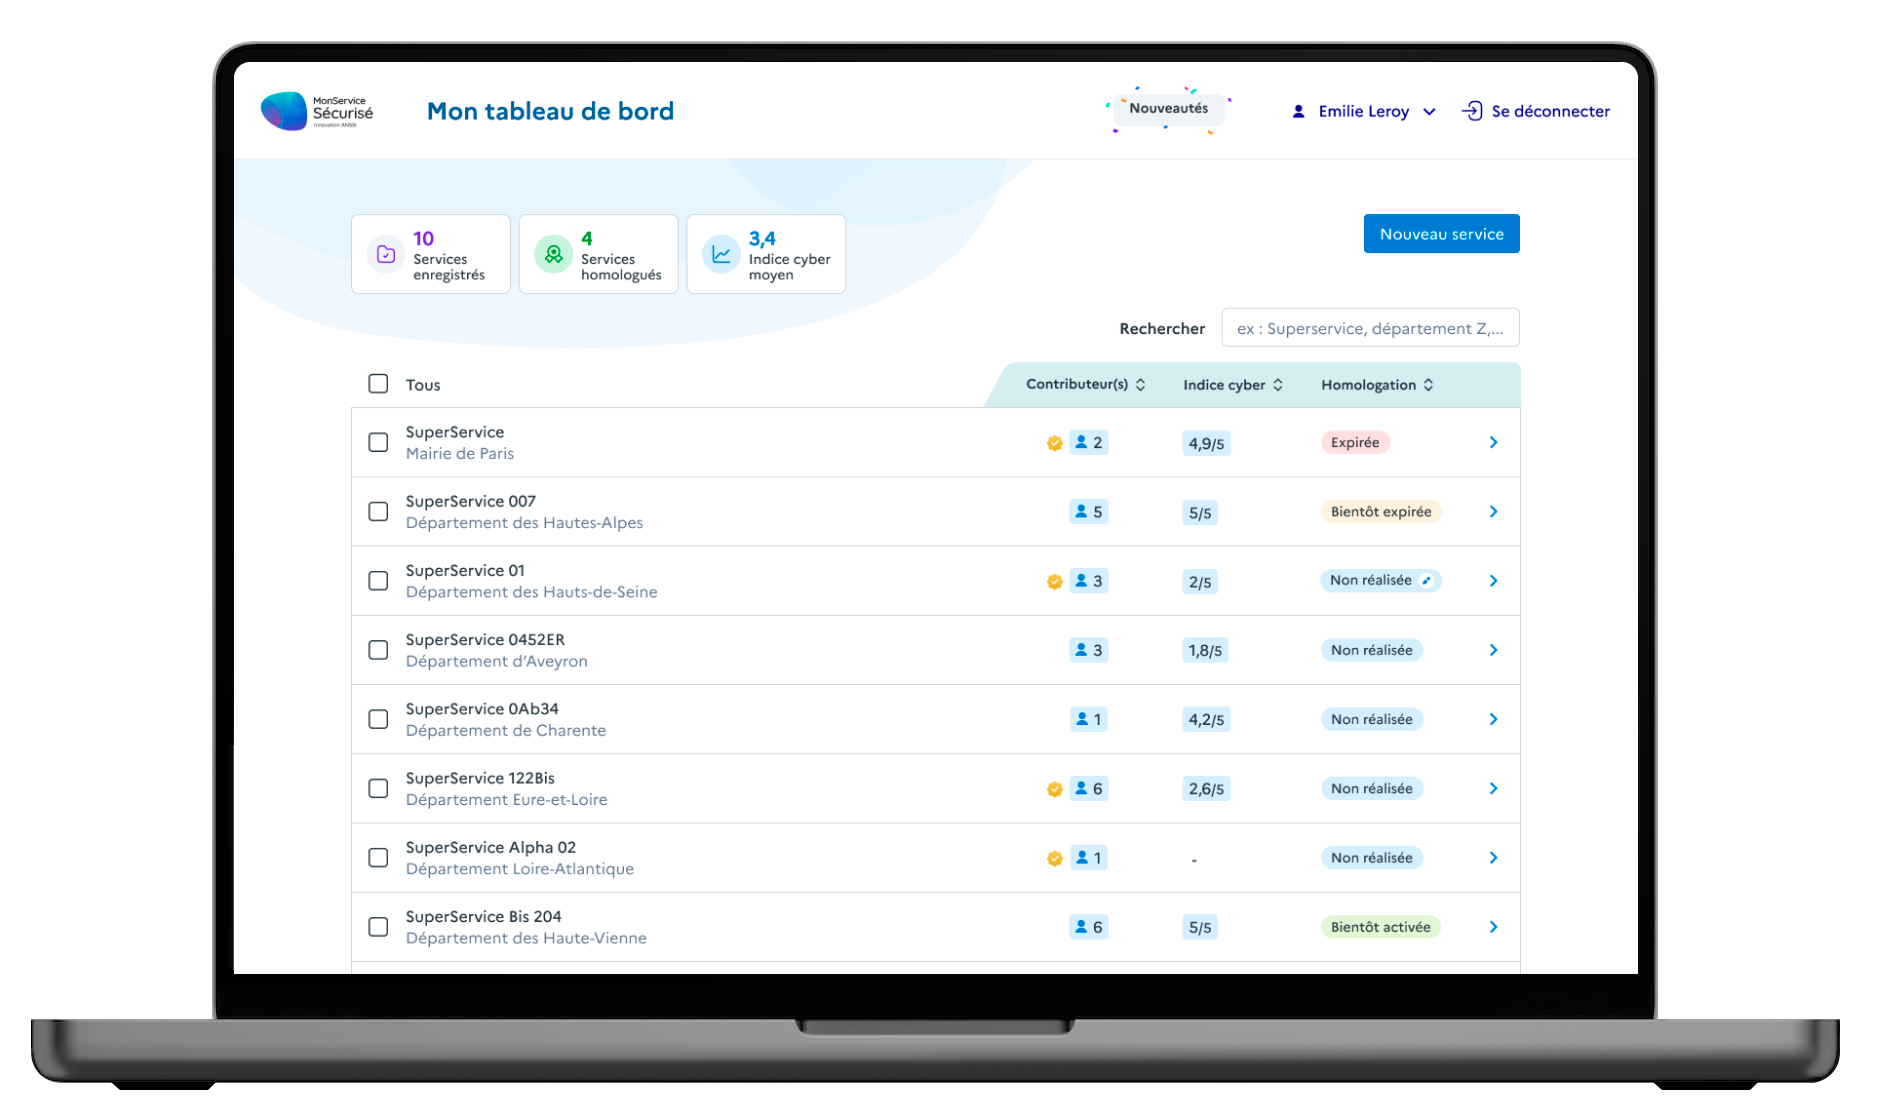 MonService
Sécurisé
Innovation ANSSI
Mon tableau de bord
Nouveautés
Emilie Leroy
Se déconnecter
10
Services
enregistrés
4
Services
homologués
3,4
Indice cyber
moyen
Nouveau service
Rechercher
ex : Superservice, département Z,...
Tous
Contributeur(s)
Indice cyber
Homologation
SuperService
Mairie de Paris
2
4,9/5
Expirée
SuperService 007
Département des Hautes-Alpes
5
5/5
Bientôt expirée
SuperService 01
Département des Hauts-de-Seine
3
2/5
Non réalisée
SuperService 0452ER
Département d’Aveyron
3
1,8/5
Non réalisée
SuperService 0Ab34
Département de Charente
1
4,2/5
Non réalisée
SuperService 122Bis
Département Eure-et-Loire
6
2,6/5
Non réalisée
SuperService Alpha 02
Département Loire-Atlantique
1
-
Non réalisée
SuperService Bis 204
Département des Haute-Vienne
6
5/5
Bientôt activée